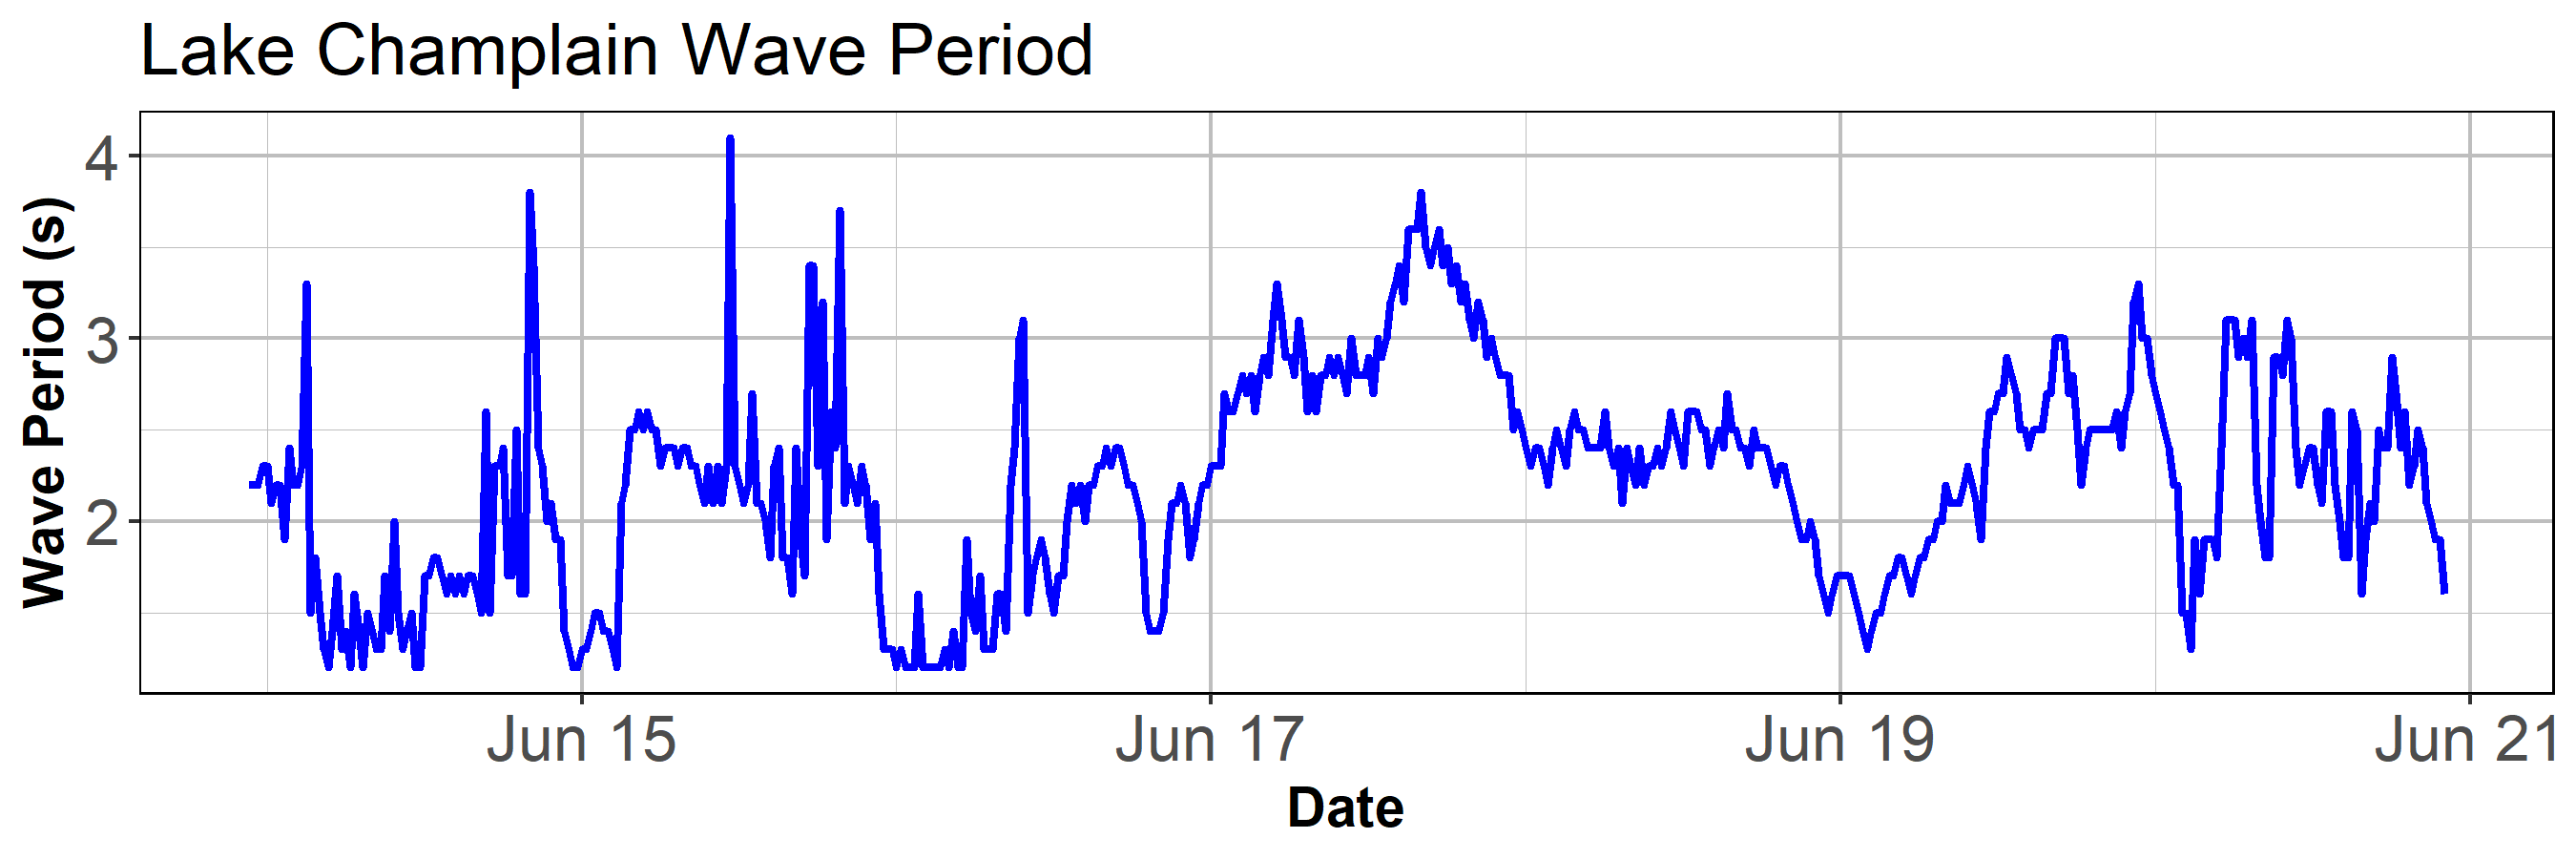 Lake Champlain Wave Period
Wave Period (s)
4
3
2
Jun 15 Jun 17 Jun 19 Jun 21
Date